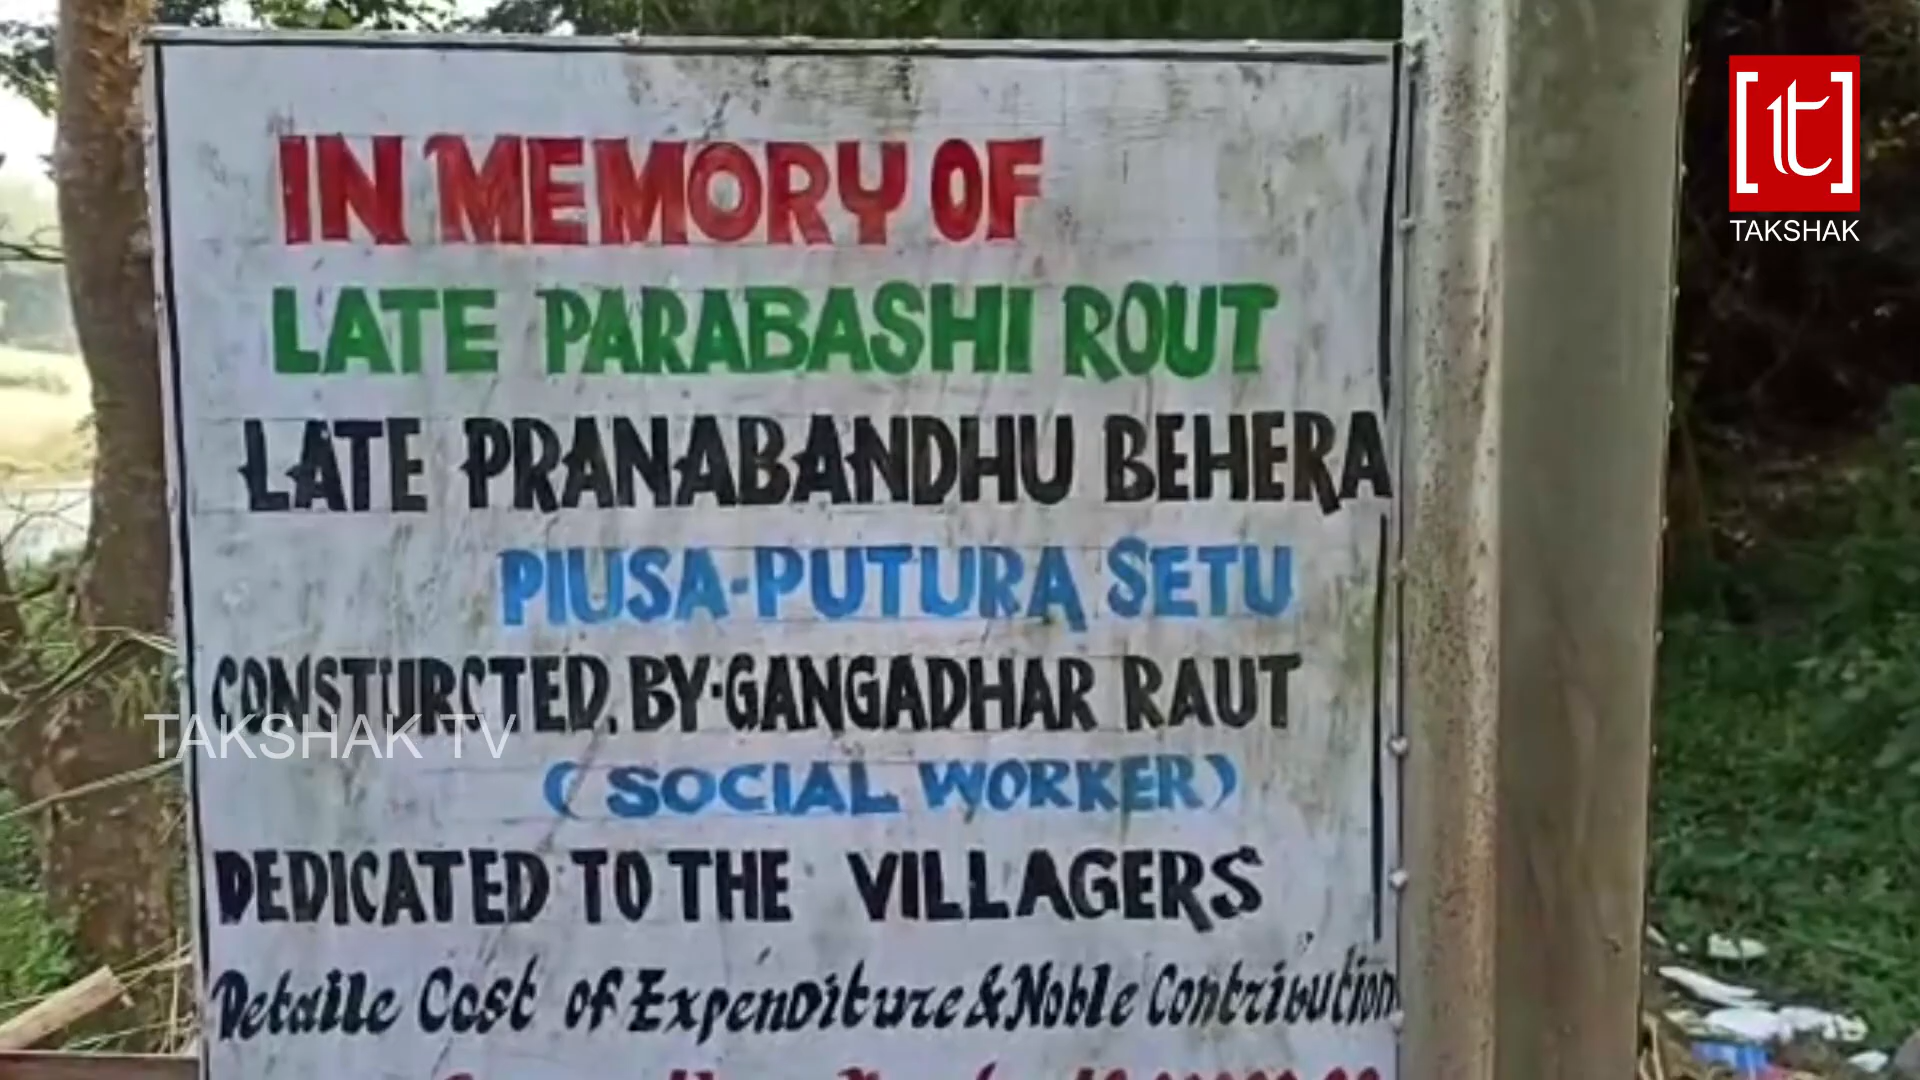 IN MEMORY OF
LATE PARABASHI ROUT
LATE PRANABANDHU BEHERA
PIUSA-PUTURA SETU
CONSTURCTED. BY-GANGADHAR RAUT
(SOCIAL WORKER)
DEDICATED TO THE VILLAGERS
Detaile Cost of Expenditure & Noble Contribution
[t]
TAKSHAK
TAKSHAK TV